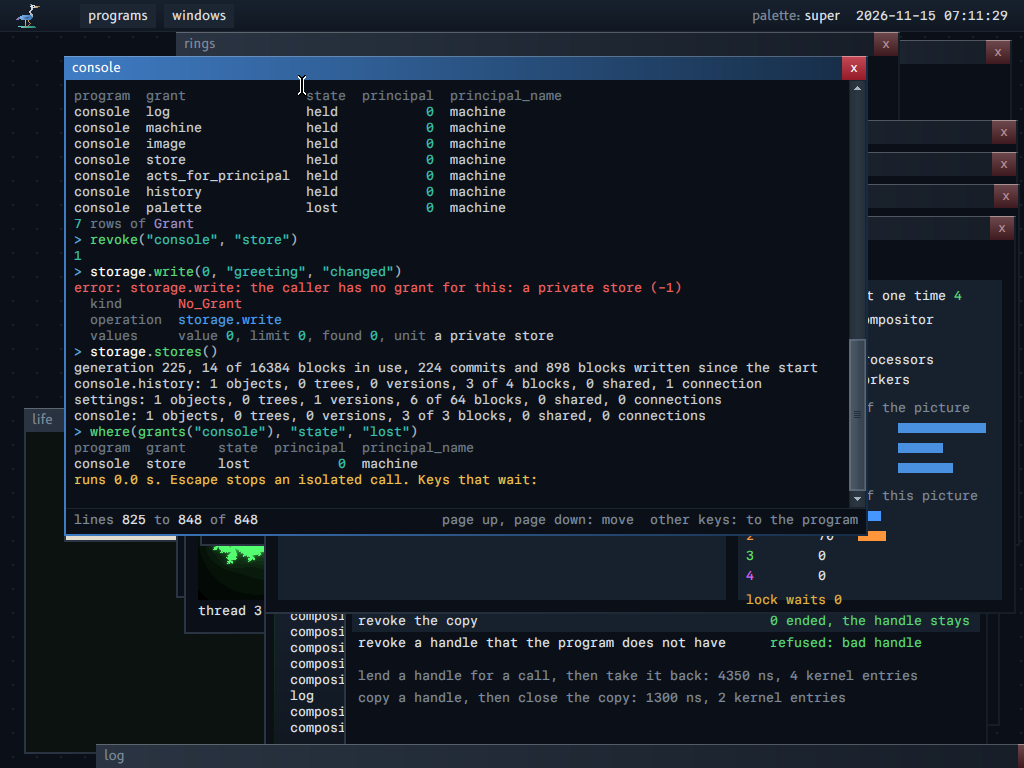 programs windows palette: super 2026-11-15 07:11:29
rings x
x
console x
program grant state principal principal_name
console log held 0 machine
console machine held 0 machine
console image held 0 machine
console store held 0 machine
console acts_for_principal held 0 machine
console history held 0 machine
console palette lost 0 machine
7 rows of Grant
> revoke("console", "store")
1
> storage.write(0, "greeting", "changed")
error: storage.write: the caller has no grant for this: a private store (-1)
kind No_Grant
operation storage.write
values value 0, limit 0, found 0, unit a private store
> storage.stores()
generation 225, 14 of 16384 blocks in use, 224 commits and 898 blocks written since the start
console.history: 1 objects, 0 trees, 0 versions, 3 of 4 blocks, 0 shared, 1 connection
settings: 1 objects, 0 trees, 1 versions, 6 of 64 blocks, 0 shared, 0 connections
console: 1 objects, 0 trees, 0 versions, 3 of 3 blocks, 0 shared, 0 connections
> where(grants("console"), "state", "lost")
program grant state principal principal_name
console store lost 0 machine
runs 0.0 s. Escape stops an isolated call. Keys that wait:
lines 825 to 848 of 848 page up, page down: move other keys: to the program
x
x
x
x
t one time 4
ompositor
rocessors
orkers
f the picture
f this picture
3 0
4 0
lock waits 0
life
thread 3
composi
composi
composi
composi
composi
log
composi
composi
revoke the copy 0 ended, the handle stays
revoke a handle that the program does not have refused: bad handle
lend a handle for a call, then take it back: 4350 ns, 4 kernel entries
copy a handle, then close the copy: 1300 ns, 2 kernel entries
log